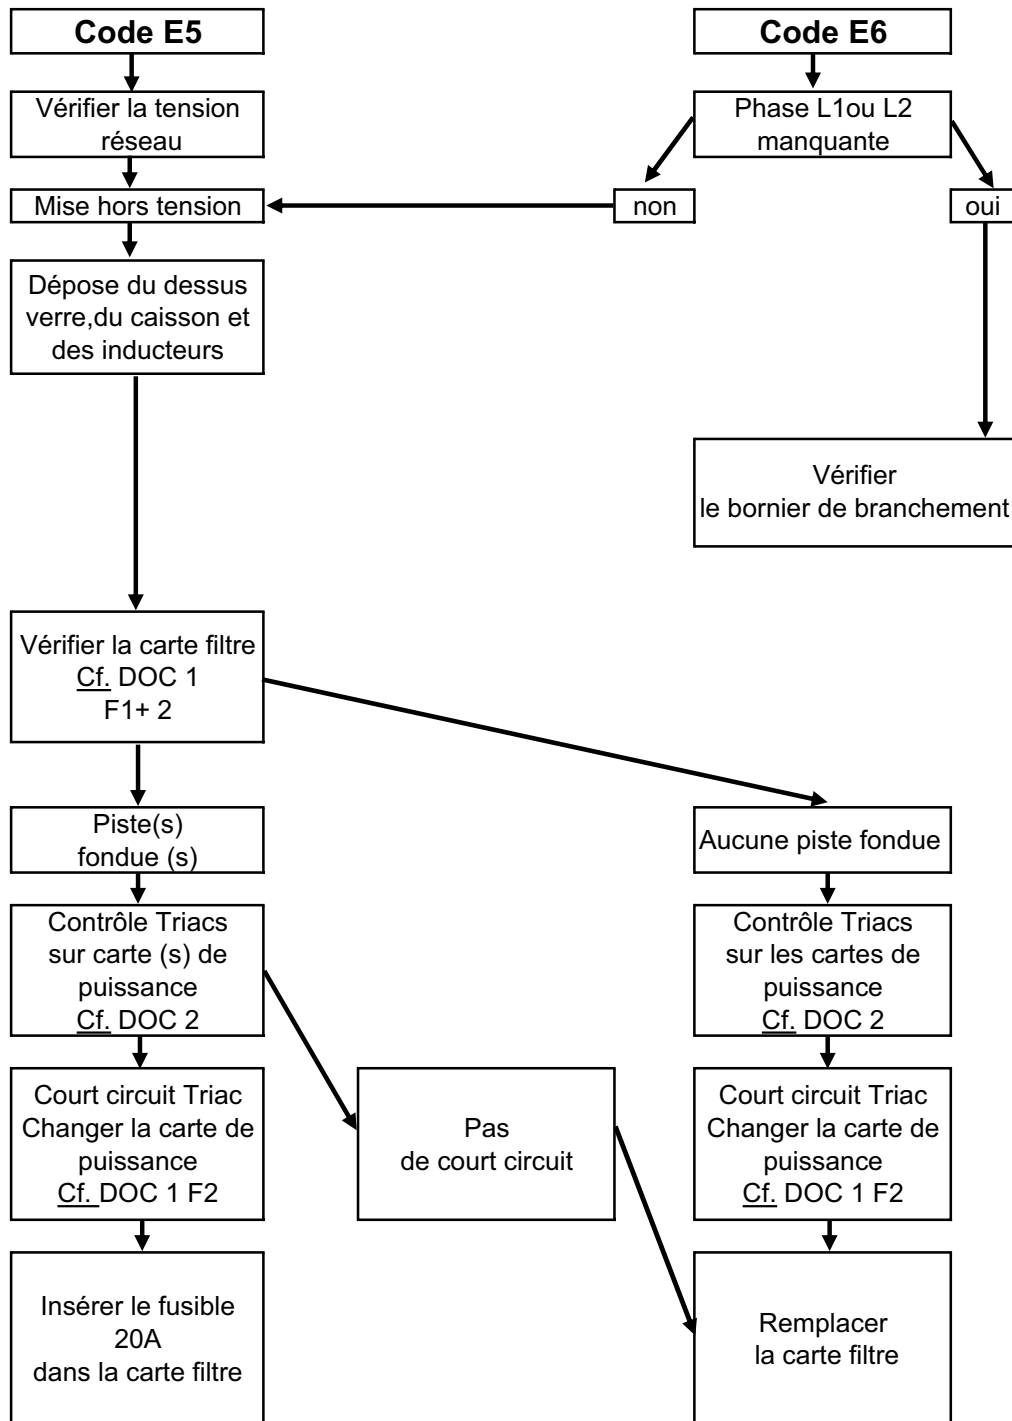 Code E5
Code E6
Vérifier la tension
réseau
Phase L1ou L2
manquante
Mise hors tension
non
oui
Dépose du dessus
verre,du caisson et
des inducteurs
Vérifier
le bornier de branchement
Vérifier la carte filtre
Cf. DOC 1
F1+ 2
Piste(s)
fondue (s)
Aucune piste fondue
Contrôle Triacs
sur carte (s) de
puissance
Cf. DOC 2
Contrôle Triacs
sur les cartes de
puissance
Cf. DOC 2
Court circuit Triac
Changer la carte de
puissance
Cf. DOC 1 F2
Pas
de court circuit
Court circuit Triac
Changer la carte de
puissance
Cf. DOC 1 F2
Insérer le fusible
20A
dans la carte filtre
Remplacer
la carte filtre